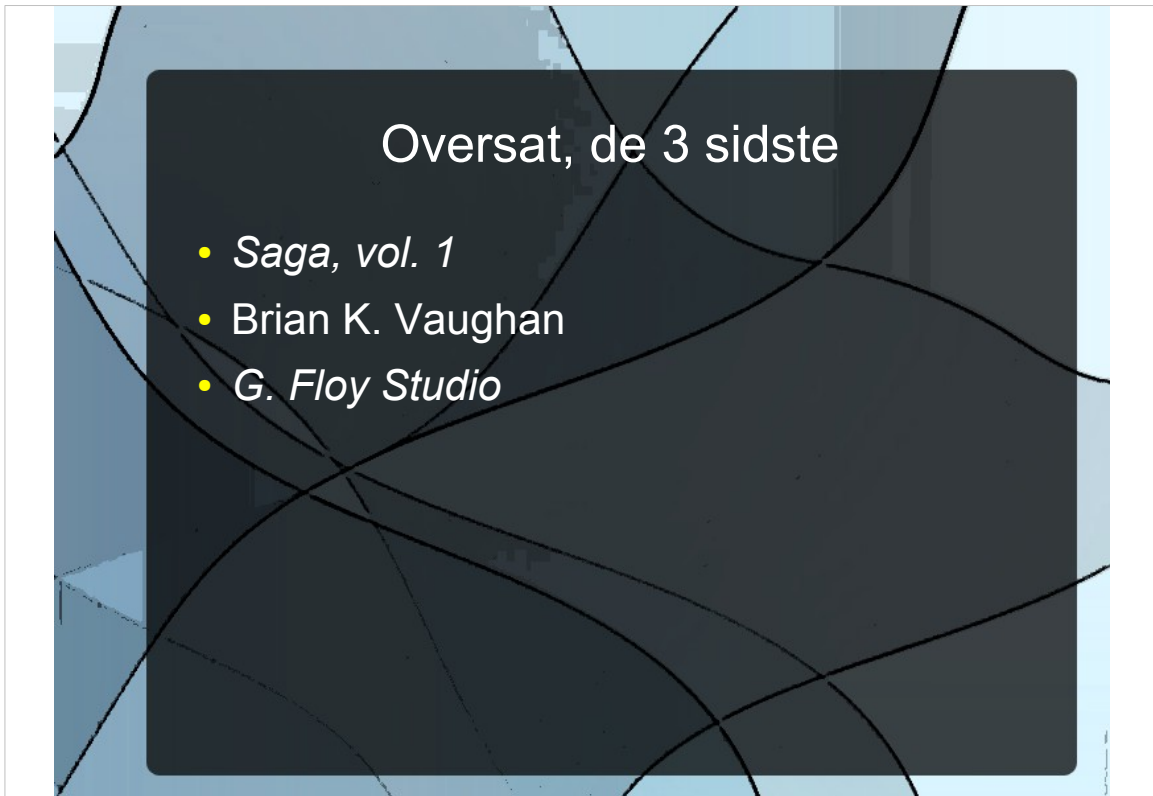 Oversat, de 3 sidste
• Saga, vol. 1
• Brian K. Vaughan
• G. Floy Studio